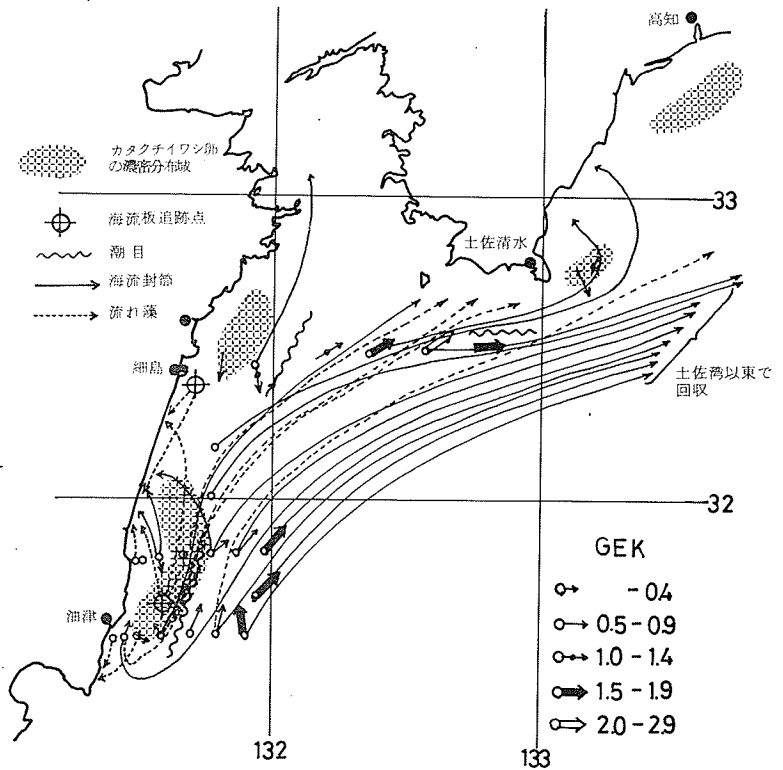 高知
カタクチイワシ卵
の濃密分布域
33
海流板追跡点
土佐清水
潮目
海流封筒
流れ藻
細島
土佐湾以東で
回収
32
GEK
-0.4
0.5-0.9
油津
1.0-1.4
1.5-1.9
2.0-2.9
132
133